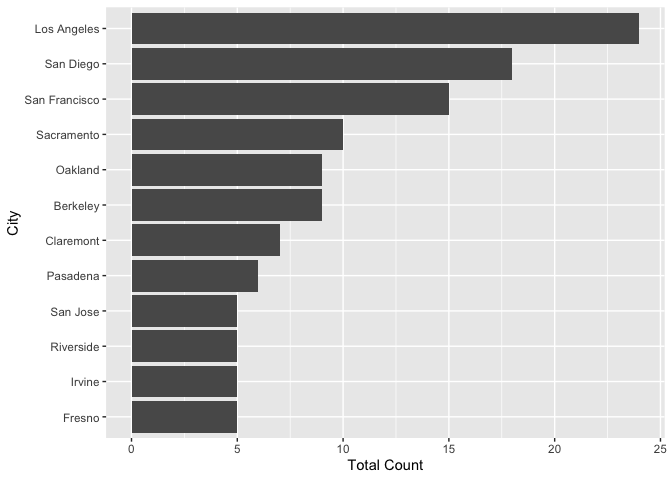 Los Angeles
San Diego
San Francisco
Sacramento
Oakland
Berkeley
Claremont
Pasadena
San Jose
Riverside
Irvine
Fresno
City
0 5 10 15 20 25
Total Count